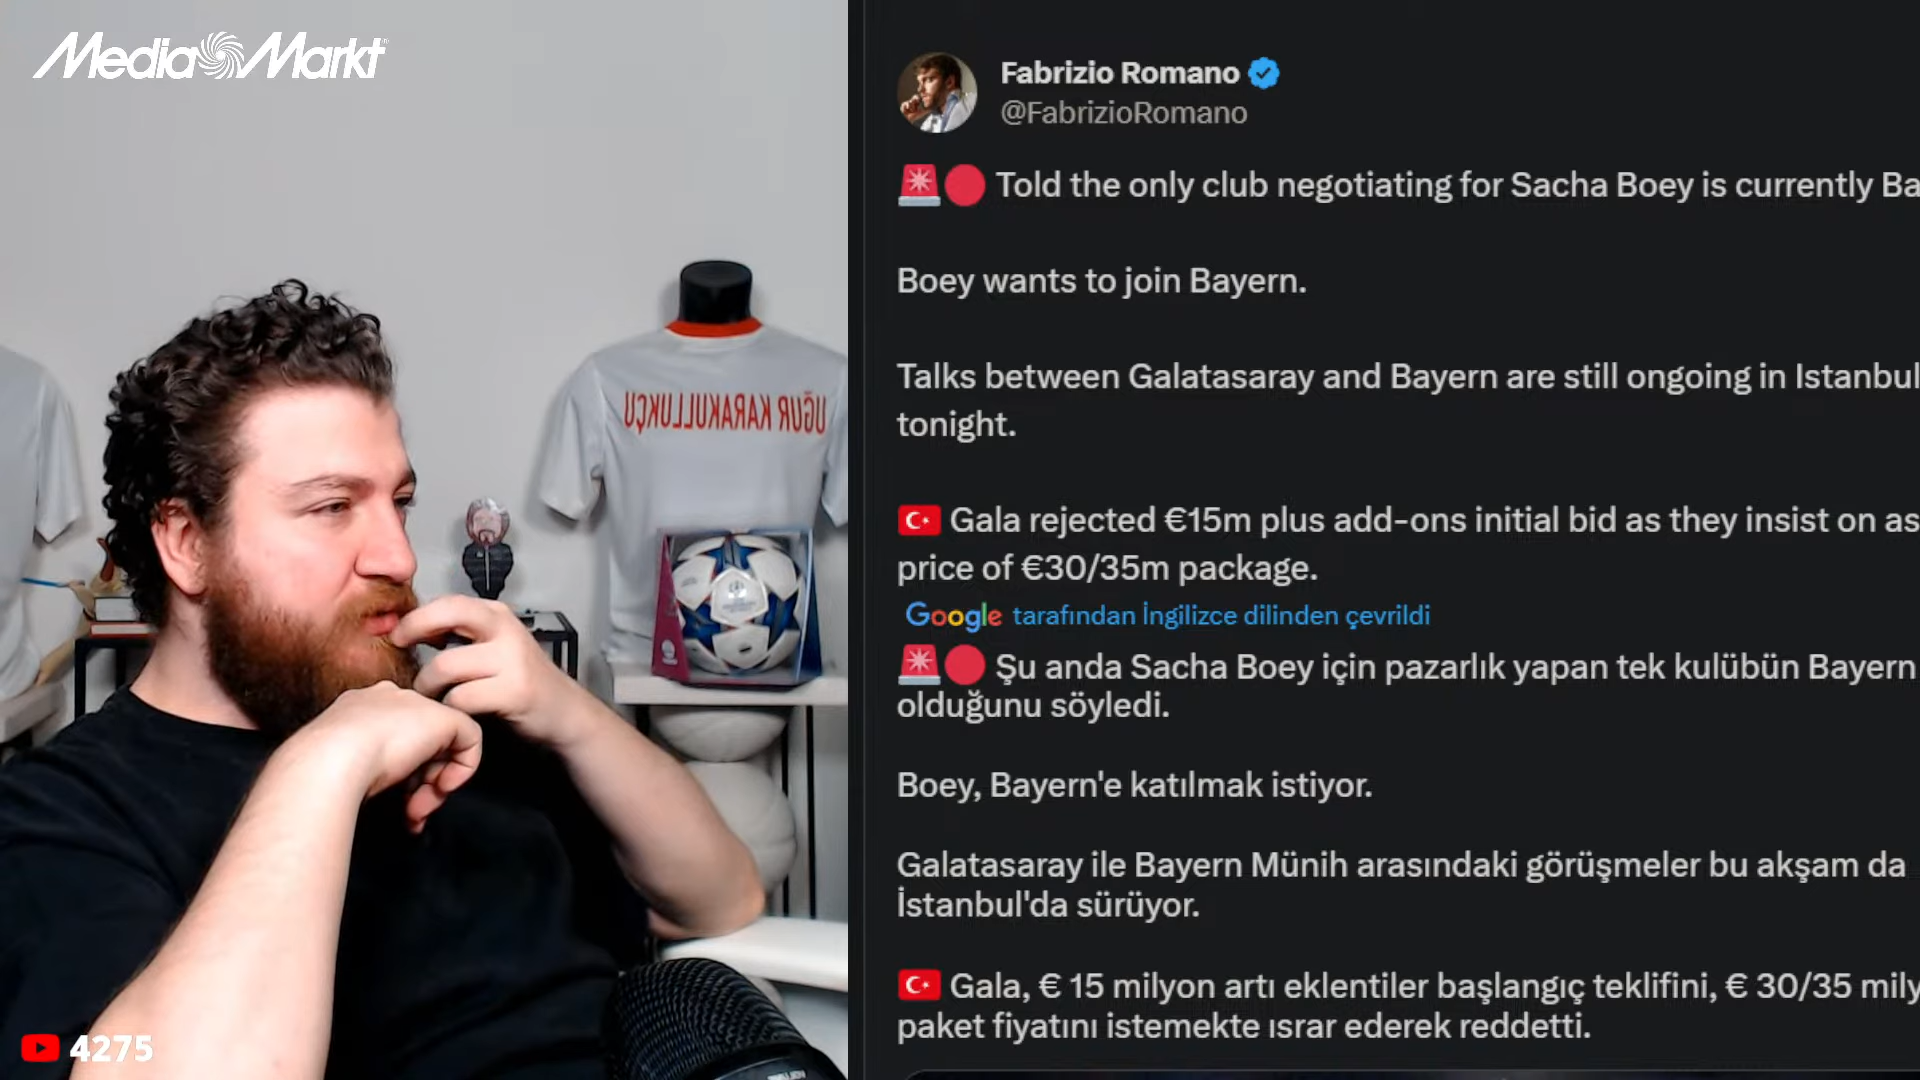 MediaMarkt
UĞUR KARAKULLUKÇU
4275
Fabrizio Romano
@FabrizioRomano
Told the only club negotiating for Sacha Boey is currently Ba
Boey wants to join Bayern.
Talks between Galatasaray and Bayern are still ongoing in Istanbul
tonight.
Gala rejected €15m plus add-ons initial bid as they insist on as
price of €30/35m package.
Google tarafından İngilizce dilinden çevrildi
Şu anda Sacha Boey için pazarlık yapan tek kulübün Bayern
olduğunu söyledi.
Boey, Bayern'e katılmak istiyor.
Galatasaray ile Bayern Münih arasındaki görüşmeler bu akşam da
İstanbul'da sürüyor.
Gala, € 15 milyon artı eklentiler başlangıç teklifini, € 30/35 mily
paket fiyatını istemekte ısrar ederek reddetti.